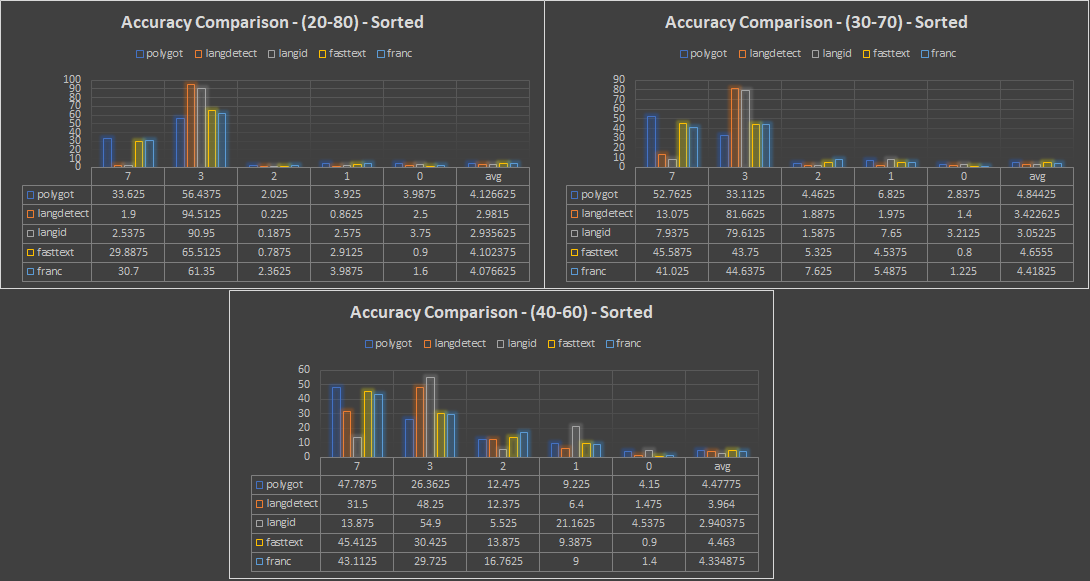 Accuracy Comparison - (20-80) - Sorted
polygot langdetect langid fasttext franc
100
90
80
70
60
50
40
30
20
10
0
7 3 2 1 0 avg
polygot 33.625 56.4375 2.025 3.925 3.9875 4.126625
langdetect 1.9 94.5125 0.225 0.8625 2.5 2.9815
langid 2.5375 90.95 0.1875 2.575 3.75 2.935625
fasttext 29.8875 65.5125 0.7875 2.9125 0.9 4.102375
franc 30.7 61.35 2.3625 3.9875 1.6 4.076625
Accuracy Comparison - (30-70) - Sorted
polygot langdetect langid fasttext franc
90
80
70
60
50
40
30
20
10
0
7 3 2 1 0 avg
polygot 52.7625 33.1125 4.4625 6.825 2.8375 4.84425
langdetect 13.075 81.6625 1.8875 1.975 1.4 3.422625
langid 7.9375 79.6125 1.5875 7.65 3.2125 3.05225
fasttext 45.5875 43.75 5.325 4.5375 0.8 4.6555
franc 41.025 44.6375 7.625 5.4875 1.225 4.41825
Accuracy Comparison - (40-60) - Sorted
polygot langdetect langid fasttext franc
60
50
40
30
20
10
0
7 3 2 1 0 avg
polygot 47.7875 26.3625 12.475 9.225 4.15 4.47775
langdetect 31.5 48.25 12.375 6.4 1.475 3.964
langid 13.875 54.9 5.525 21.1625 4.5375 2.940375
fasttext 45.4125 30.425 13.875 9.3875 0.9 4.463
franc 43.1125 29.725 16.7625 9 1.4 4.334875